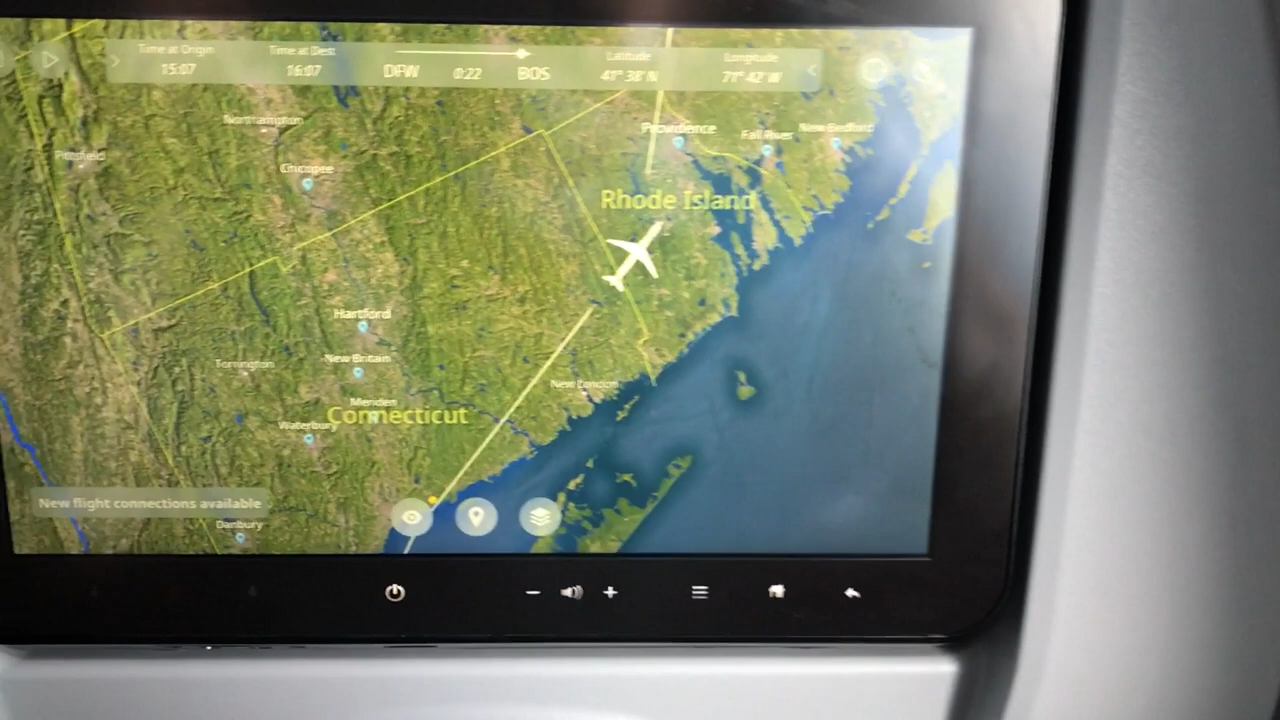 Time at Origin
15:07
Time at Dest
16:07
DFW 0:22 BOS
Latitude
41° 38' N
Longitude
71° 42' W
Northampton
Pittsfield
Chicopee
Providence
Fall River
New Bedford
Rhode Island
Hartford
New Britain
Torrington
New London
Meriden
Connecticut
Waterbury
New flight connections available
Danbury